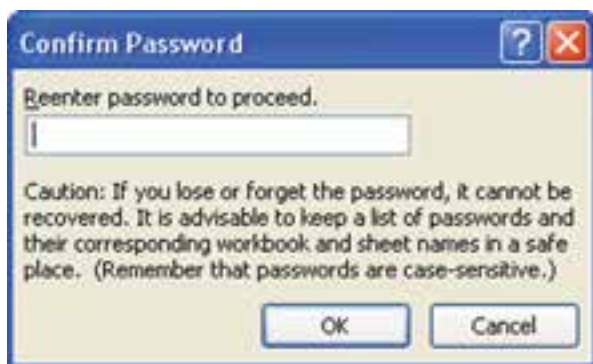 Confirm Password
?
Reenter password to proceed.
Caution: If you lose or forget the password, it cannot be
recovered. It is advisable to keep a list of passwords and
their corresponding workbook and sheet names in a safe
place. (Remember that passwords are case-sensitive.)
OK Cancel